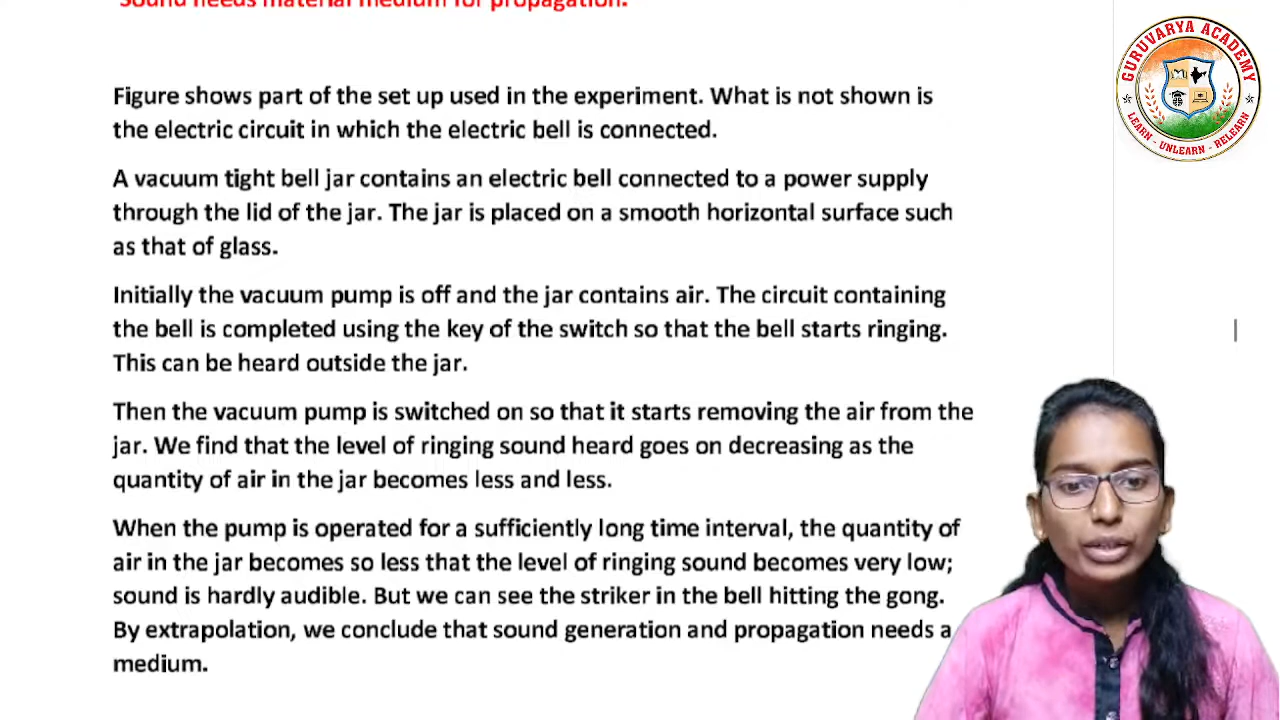 Sound needs material medium for propagation.
Figure shows part of the set up used in the experiment. What is not shown is
the electric circuit in which the electric bell is connected.
A vacuum tight bell jar contains an electric bell connected to a power supply
through the lid of the jar. The jar is placed on a smooth horizontal surface such
as that of glass.
Initially the vacuum pump is off and the jar contains air. The circuit containing
the bell is completed using the key of the switch so that the bell starts ringing.
This can be heard outside the jar.
Then the vacuum pump is switched on so that it starts removing the air from the
jar. We find that the level of ringing sound heard goes on decreasing as the
quantity of air in the jar becomes less and less.
When the pump is operated for a sufficiently long time interval, the quantity of
air in the jar becomes so less that the level of ringing sound becomes very low;
sound is hardly audible. But we can see the striker in the bell hitting the gong.
By extrapolation, we conclude that sound generation and propagation needs a
medium.
GURUVARYA ACADEMY
LEARN - UNLEARN - RELEARN